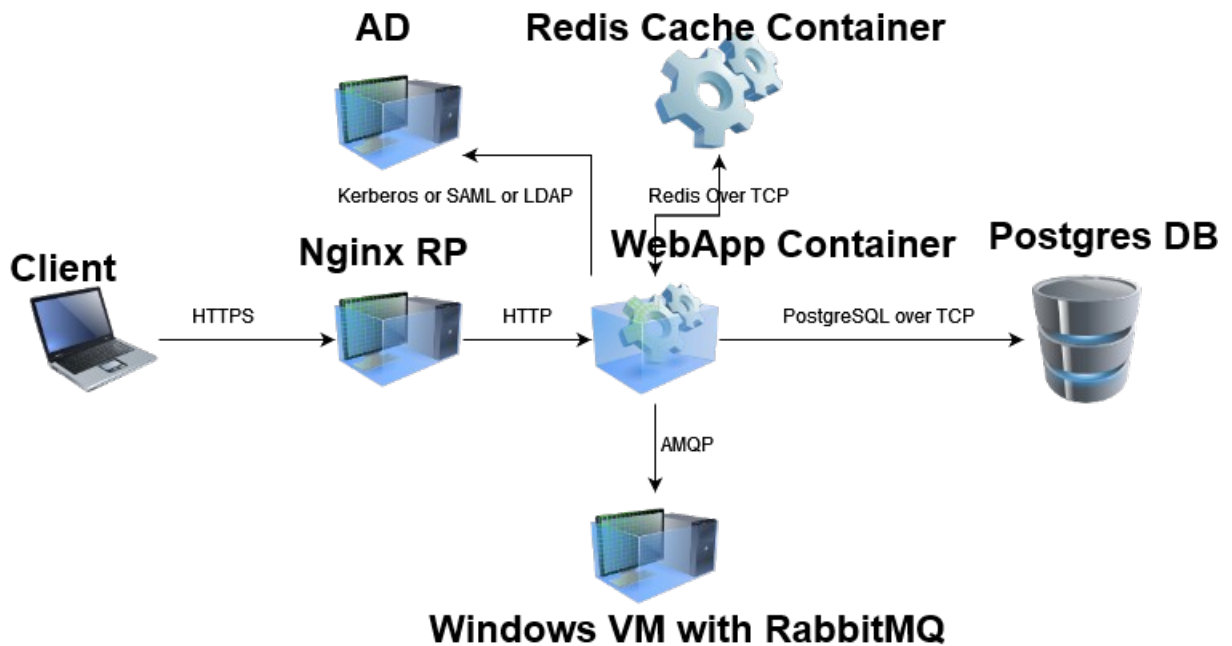 AD
Redis Cache Container
Kerberos or SAML or LDAP
Redis Over TCP
Client
Nginx RP
WebApp Container
Postgres DB
HTTPS
HTTP
PostgreSQL over TCP
AMQP
Windows VM with RabbitMQ